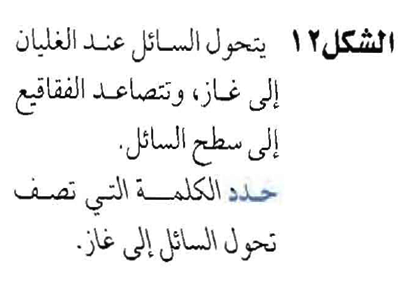 الشكل١٢ يتحول السائل عند الغليان
إلى غاز، وتتصاعد الفقاقيع
إلى سطح السائل.
حدد الكلمة التي تصف
تحول السائل إلى غاز.